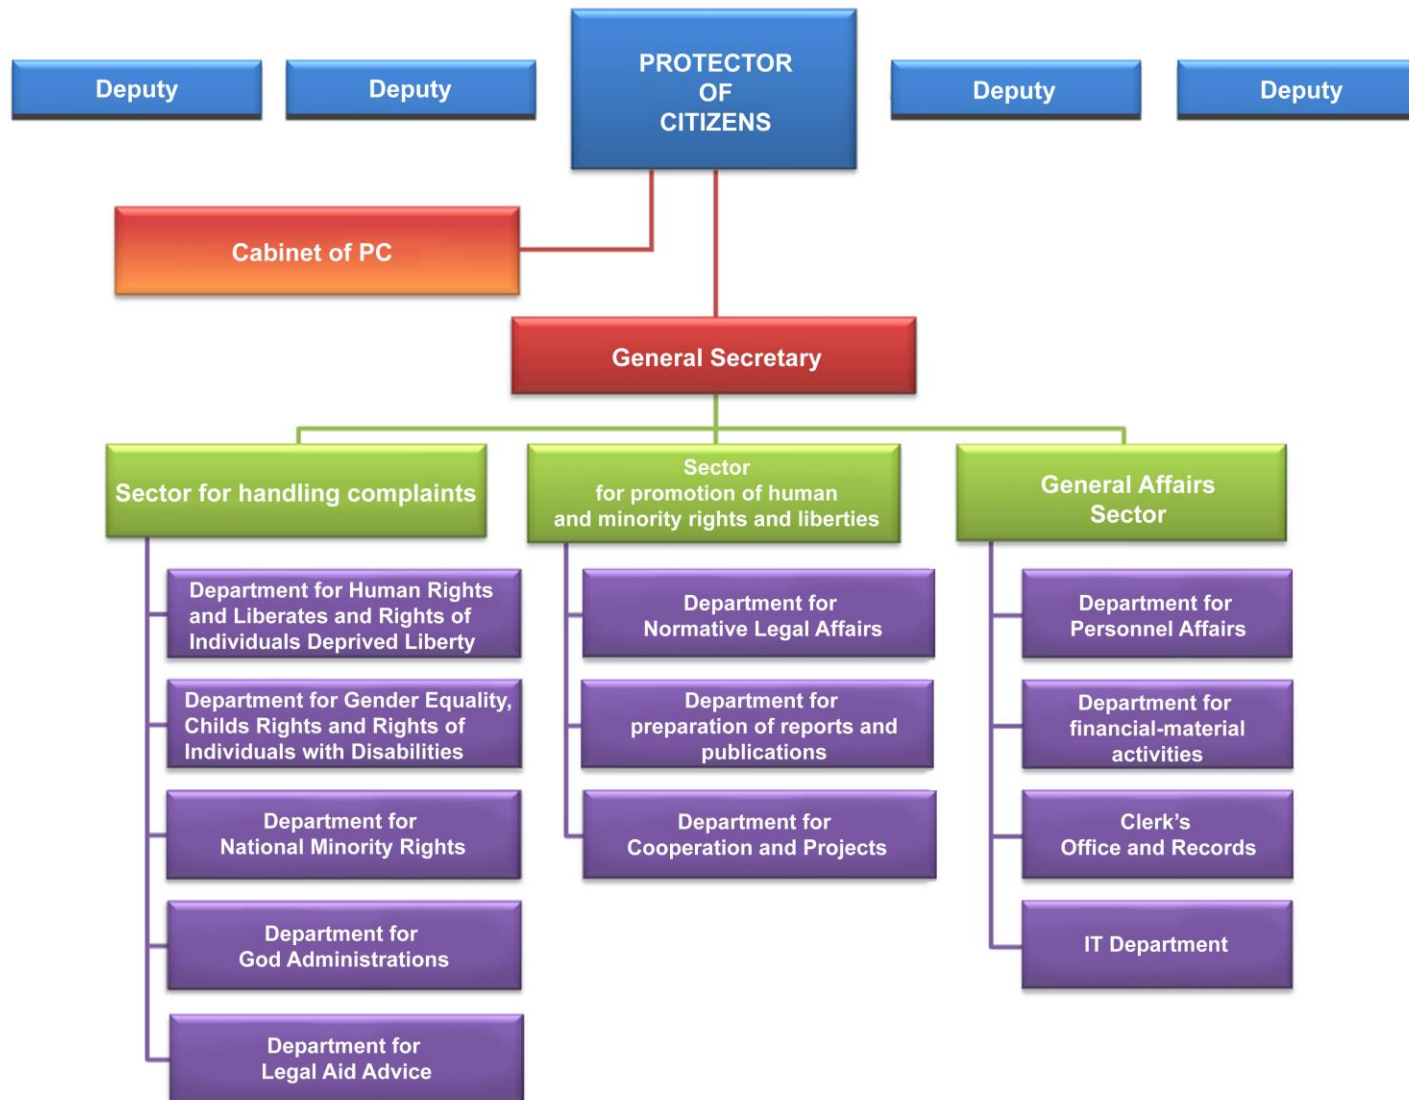 Deputy
Deputy
PROTECTOR
OF
CITIZENS
Deputy
Deputy
Cabinet of PC
General Secretary
Sector for handling complaints
Sector
for promotion of human
and minority rights and liberties
General Affairs
Sector
Department for Human Rights
and Liberates and Rights of
Individuals Deprived Liberty
Department for Gender Equality,
Childs Rights and Rights of
Individuals with Disabilities
Department for
National Minority Rights
Department for
God Administrations
Department for
Legal Aid Advice
Department for
Normative Legal Affairs
Department for
preparation of reports and
publications
Department for
Cooperation and Projects
Department for
Personnel Affairs
Department for
financial-material
activities
Clerk’s
Office and Records
IT Department